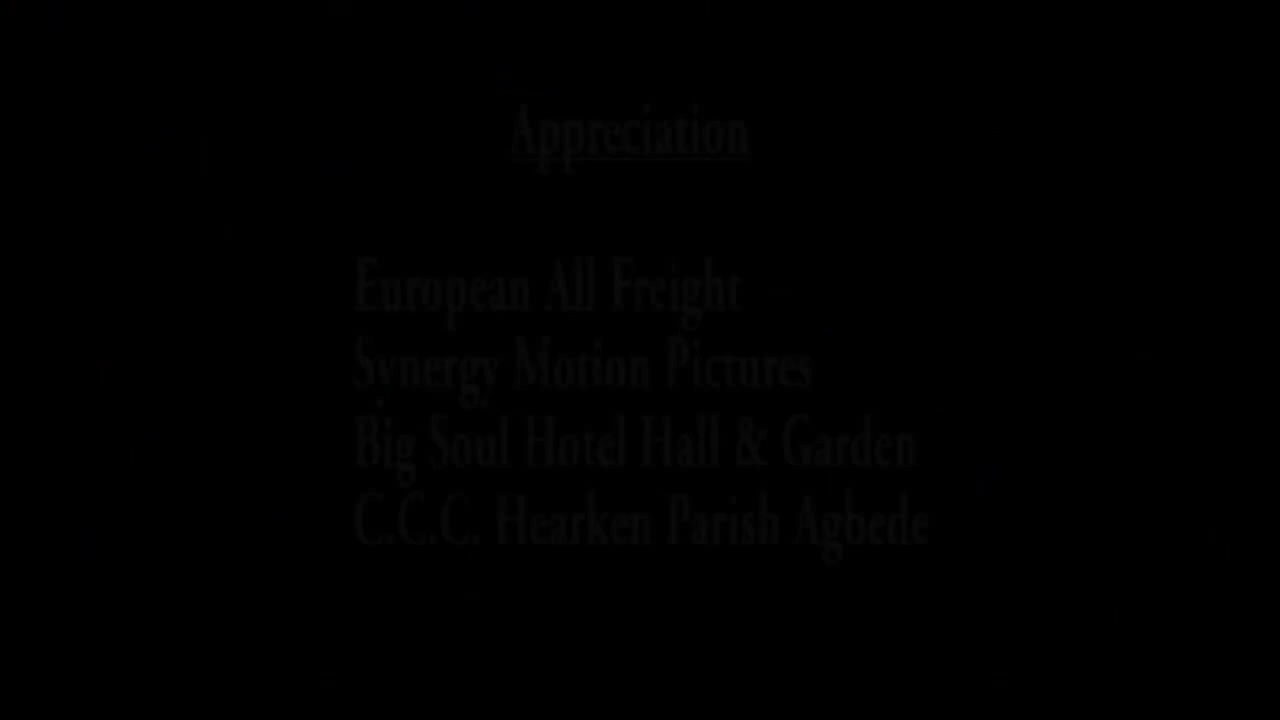 Appreciation
European All Freight
Synergy Motion Pictures
Big Soul Hotel Hall & Garden
C.C.C. Hearken Parish Agbede